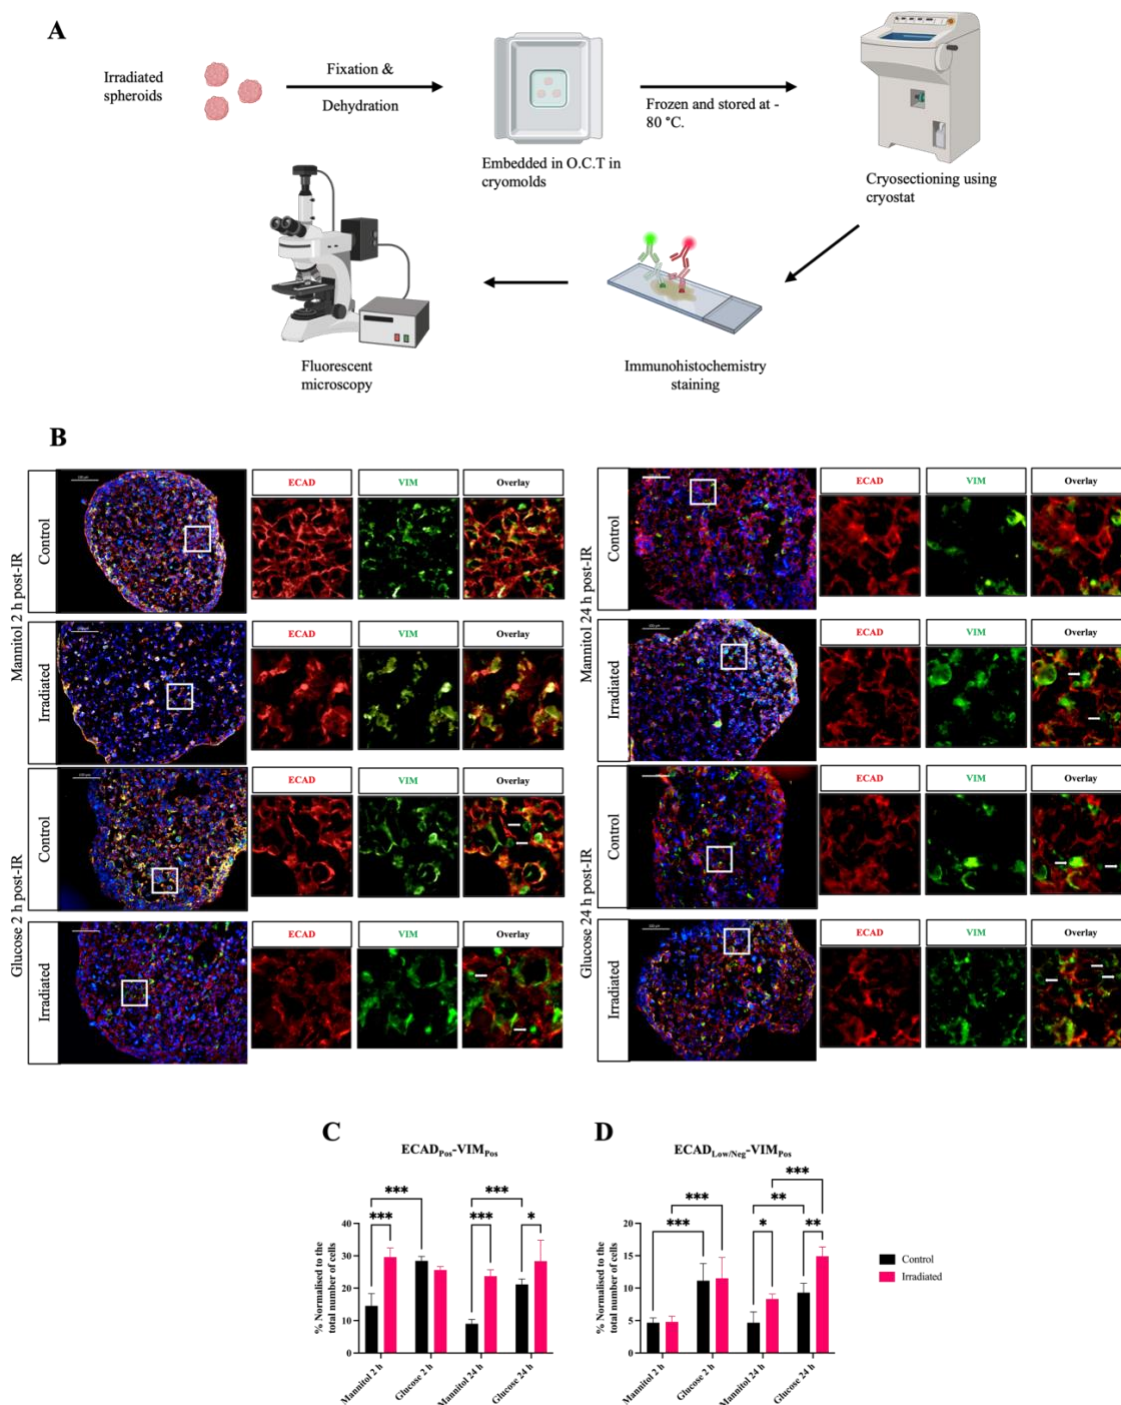 A
Irradiated
spheroids
Fixation &
Dehydration
Embedded in O.C.T in
cryomolds
Frozen and stored at -
80 °C.
Cryosectioning using
cryostat
Immunohistochemistry
staining
Fluorescent
microscopy
B
Mannitol 2 h post-IR
Control
ECAD
VIM
Overlay
Irradiated
ECAD
VIM
Overlay
Glucose 2 h post-IR
Control
ECAD
VIM
Overlay
Irradiated
ECAD
VIM
Overlay
Mannitol 24 h post-IR
Control
ECAD
VIM
Overlay
Irradiated
ECAD
VIM
Overlay
Glucose 24 h post-IR
Control
ECAD
VIM
Overlay
Irradiated
ECAD
VIM
Overlay
C
ECADPos-VIMPos
% Normalised to the
total number of cells
40
30
20
10
0
***
***
***
***
*
Mannitol 2 h
Glucose 2 h
Mannitol 24 h
Glucose 24 h
D
ECADLow/Neg-VIMPos
% Normalised to the
total number of cells
20
15
10
5
0
***
***
***
**
*
**
Mannitol 2 h
Glucose 2 h
Mannitol 24 h
Glucose 24 h
Control
Irradiated